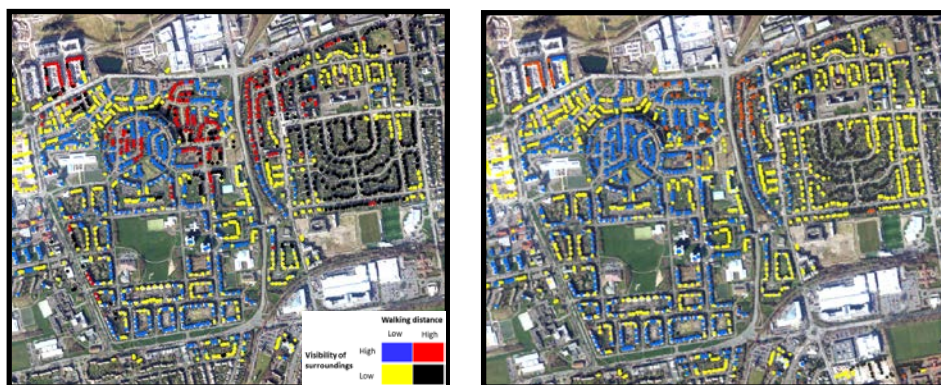 Walking distance
Low High
Visibility of surroundings
High
Low